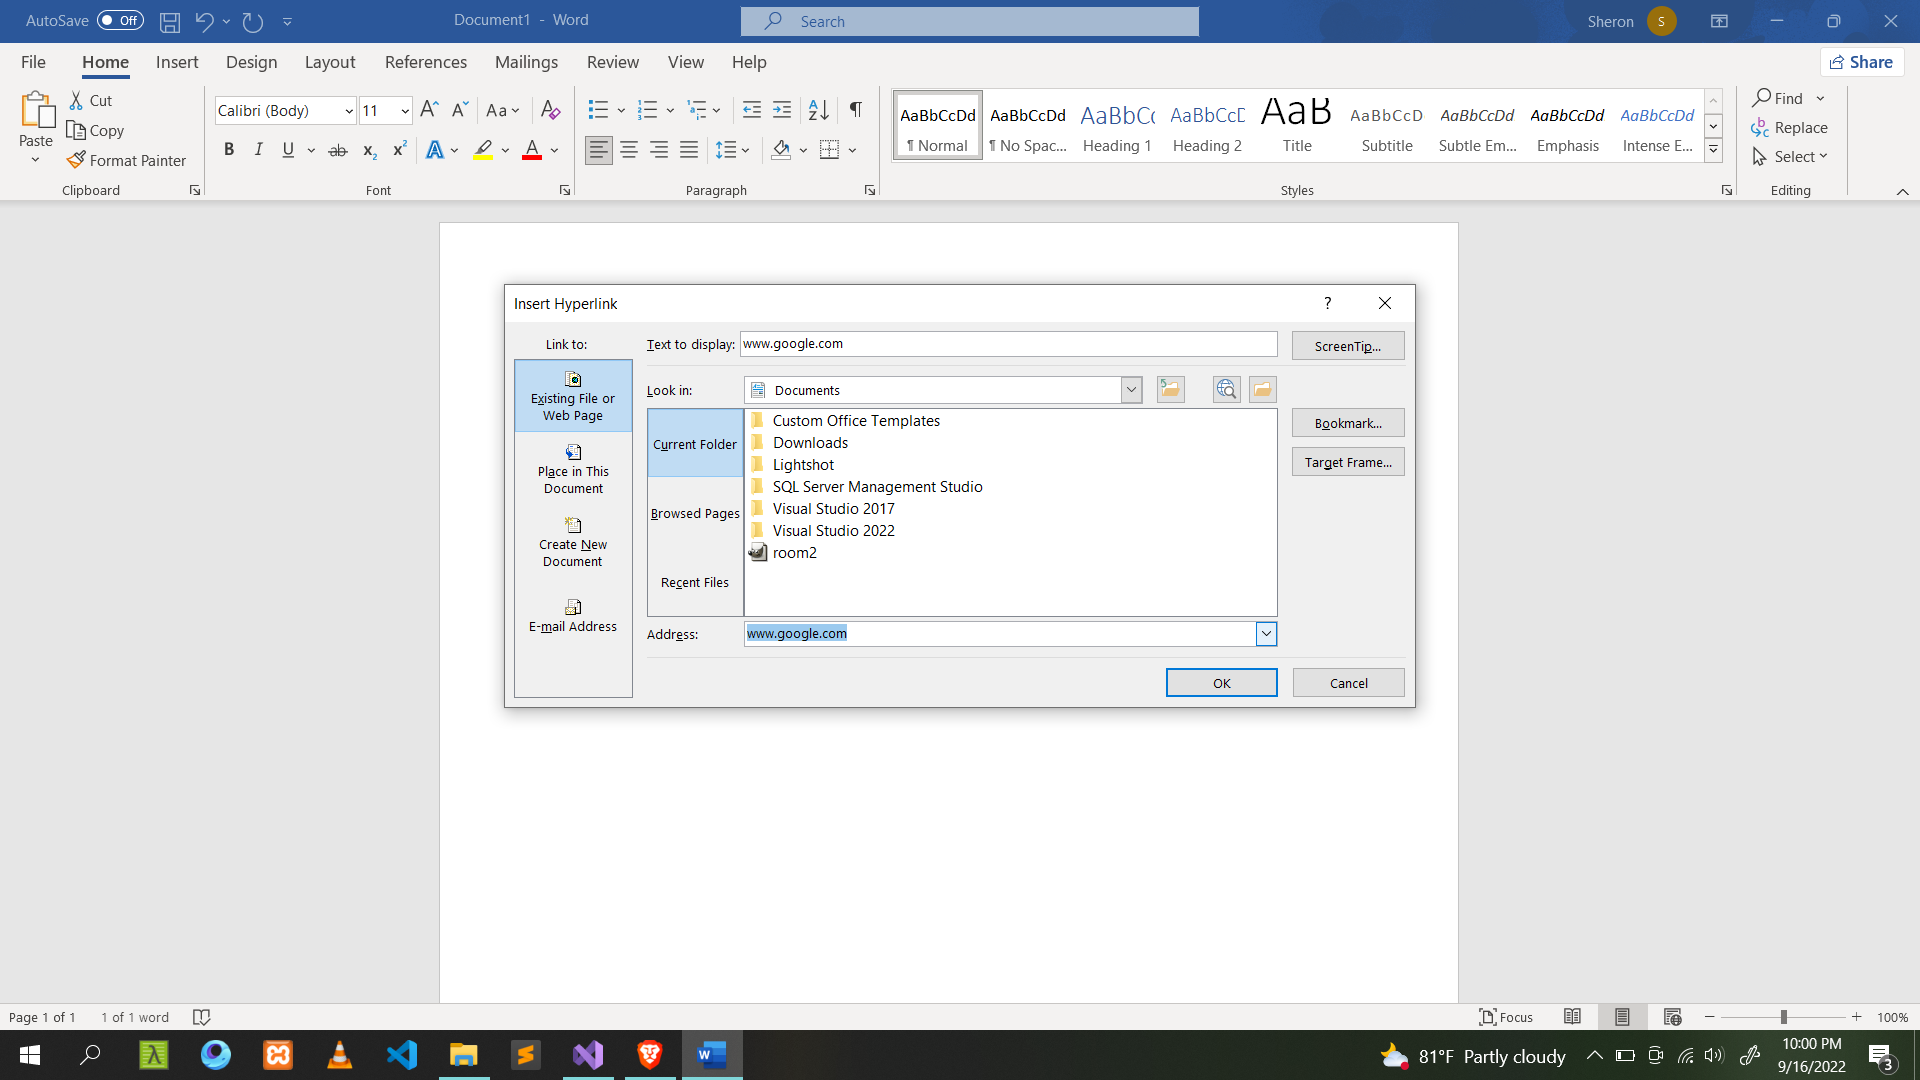 AutoSave Off Document1 - Word Search Sheron S
File Home Insert Design Layout References Mailings Review View Help Share
Paste Cut Copy Format Painter
Calibri (Body) 11 Aa
B I U ab x2 x2 A A
AaBbCcDd AaBbCcDd AaBbCc AaBbCcD AaB AaBbCcD AaBbCcDd AaBbCcDd AaBbCcDd
¶ Normal ¶ No Spac... Heading 1 Heading 2 Title Subtitle Subtle Em... Emphasis Intense E...
Find
Replace
Select
Clipboard Font Paragraph Styles Editing
Insert Hyperlink ?
Link to: Text to display: www.google.com ScreenTip...
Existing File or
Web Page
Place in This
Document
Create New
Document
E-mail Address
Look in: Documents
Current Folder
Browsed Pages
Recent Files
Custom Office Templates
Downloads
Lightshot
SQL Server Management Studio
Visual Studio 2017
Visual Studio 2022
room2
Bookmark...
Target Frame...
Address: www.google.com
OK Cancel
Page 1 of 1 1 of 1 word Focus 100%
81°F Partly cloudy 10:00 PM
9/16/2022 3